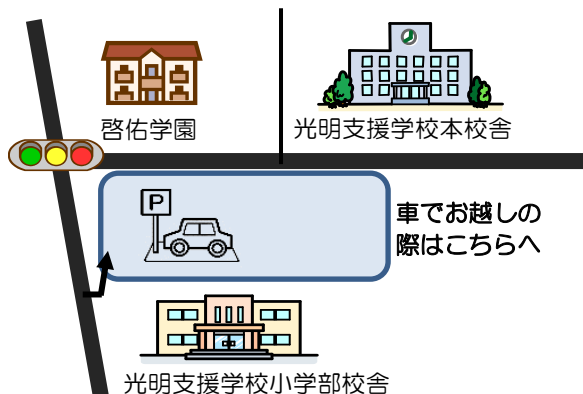 啓佑学園
光明支援学校本校舎
P
車でお越しの
際はこちらへ
光明支援学校小学部校舎